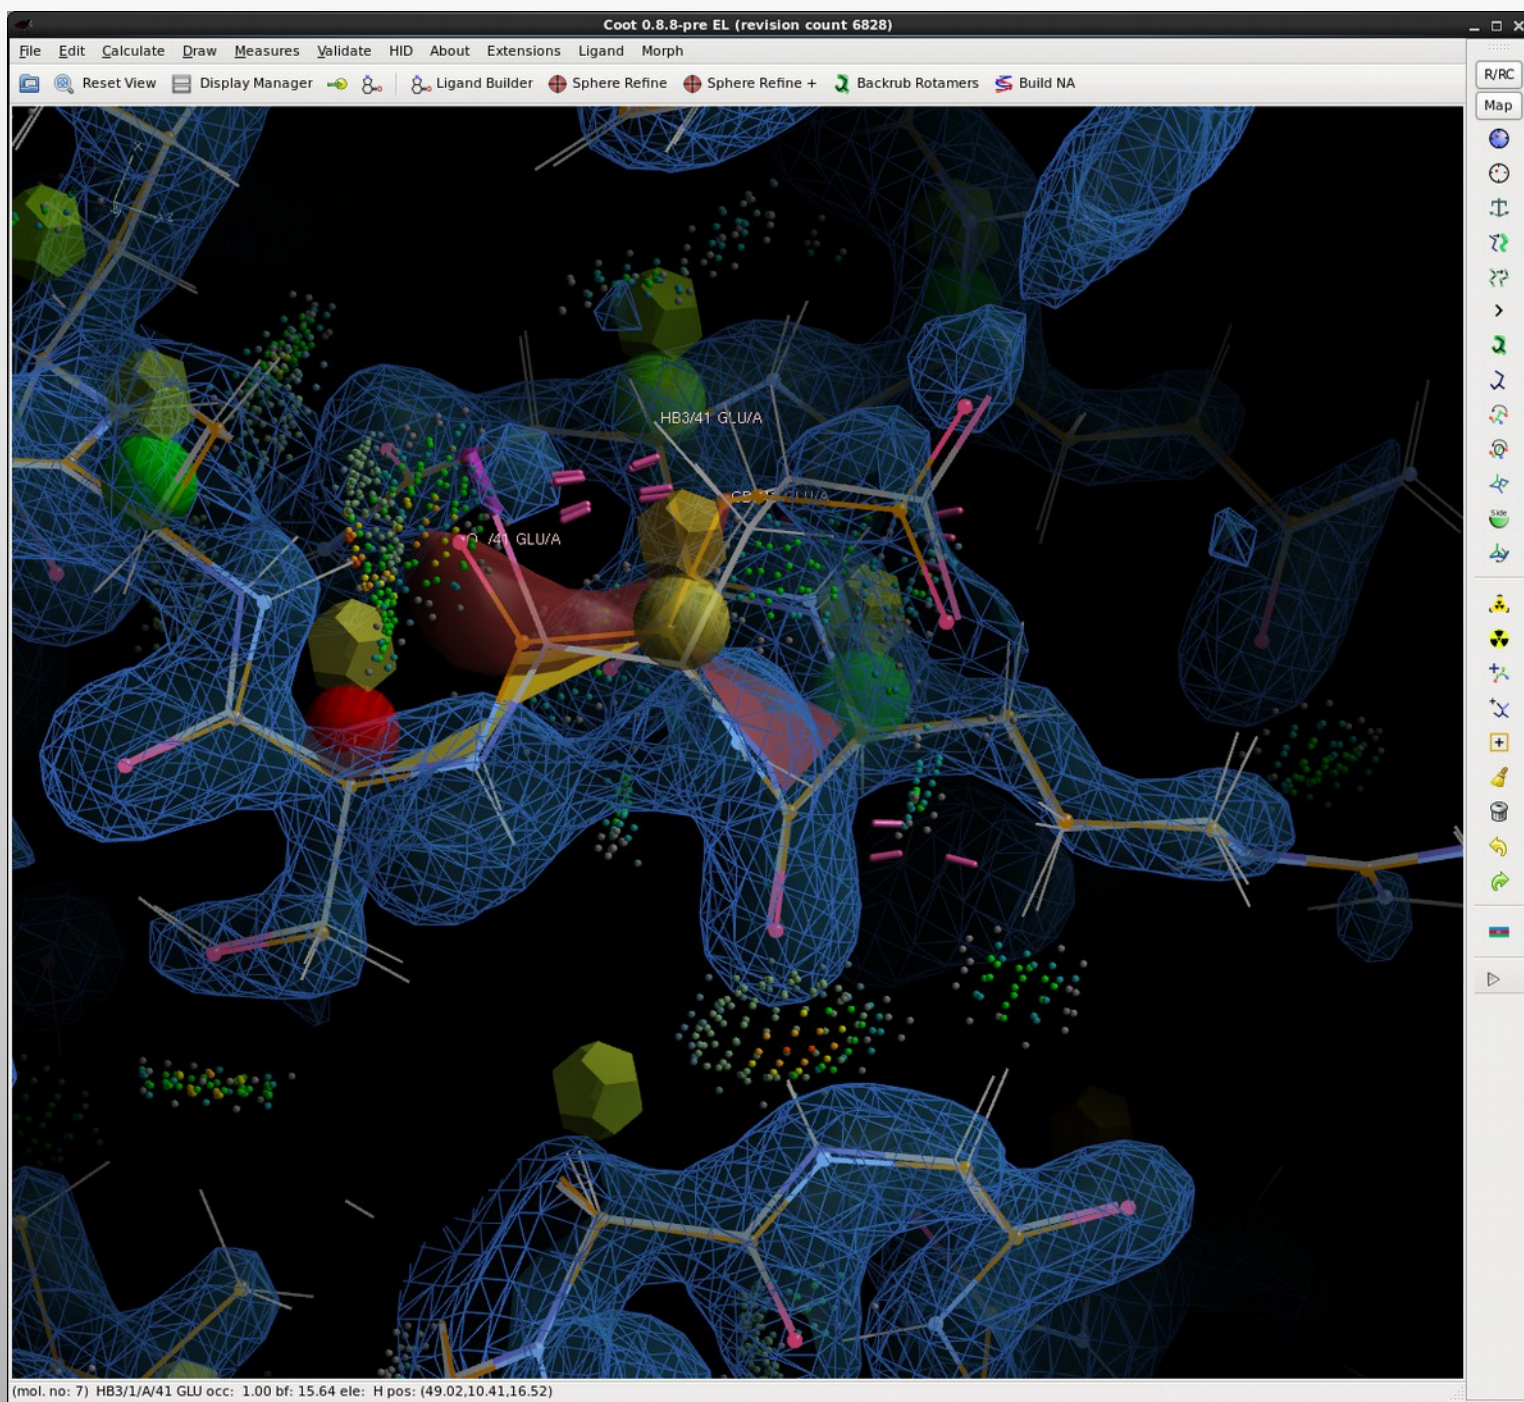 Coot 0.8.8-pre EL (revision count 6828)
File Edit Calculate Draw Measures Validate HID About Extensions Ligand Morph
Reset View Display Manager Ligand Builder Sphere Refine Sphere Refine + Backrub Rotamers Build NA
R/RC
Map
HB3/41 GLU/A
O /41 GLU/A
Side
(mol. no: 7) HB3/1/A/41 GLU occ: 1.00 bf: 15.64 ele: H pos: (49.02,10.41,16.52)